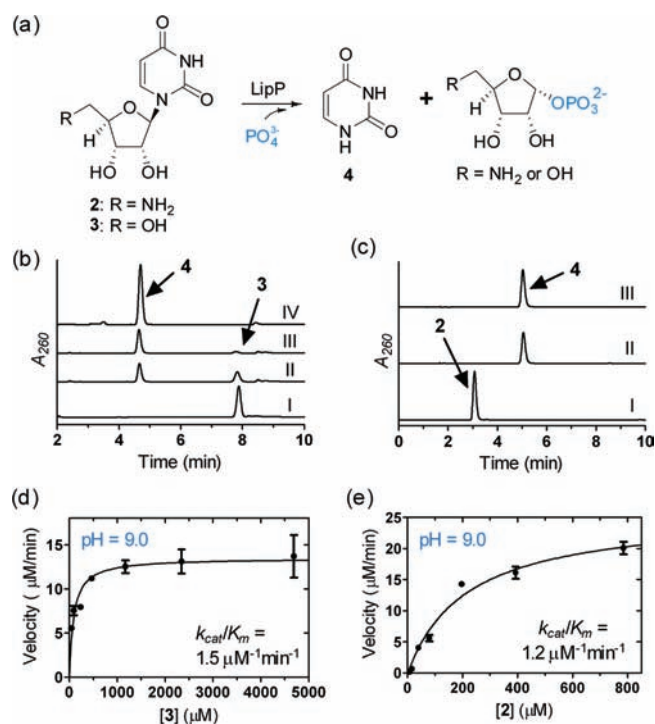 (a)
O
NH
N
O
R
O
H
HO
OH
2: R = NH₂
3: R = OH
LipP
PO₄³⁻
O
NH
N
H
O
4
+
R
O
H
OPO₃²⁻
HO
OH
R = NH₂ or OH
(b)
4
3
IV
III
II
I
A₂₆₀
2 4 6 8 10
Time (min)
(c)
4
2
III
II
I
A₂₆₀
0 2 4 6 8 10
Time (min)
(d)
pH = 9.0
Velocity ( μM/min)
20
15
10
5
0
kcat/Km =
1.5 μM⁻¹min⁻¹
0 1000 2000 3000 4000 5000
[3] (μM)
(e)
pH = 9.0
Velocity (μM/min)
25
20
15
10
5
0
kcat/Km =
1.2 μM⁻¹min⁻¹
0 200 400 600 800
[2] (μM)